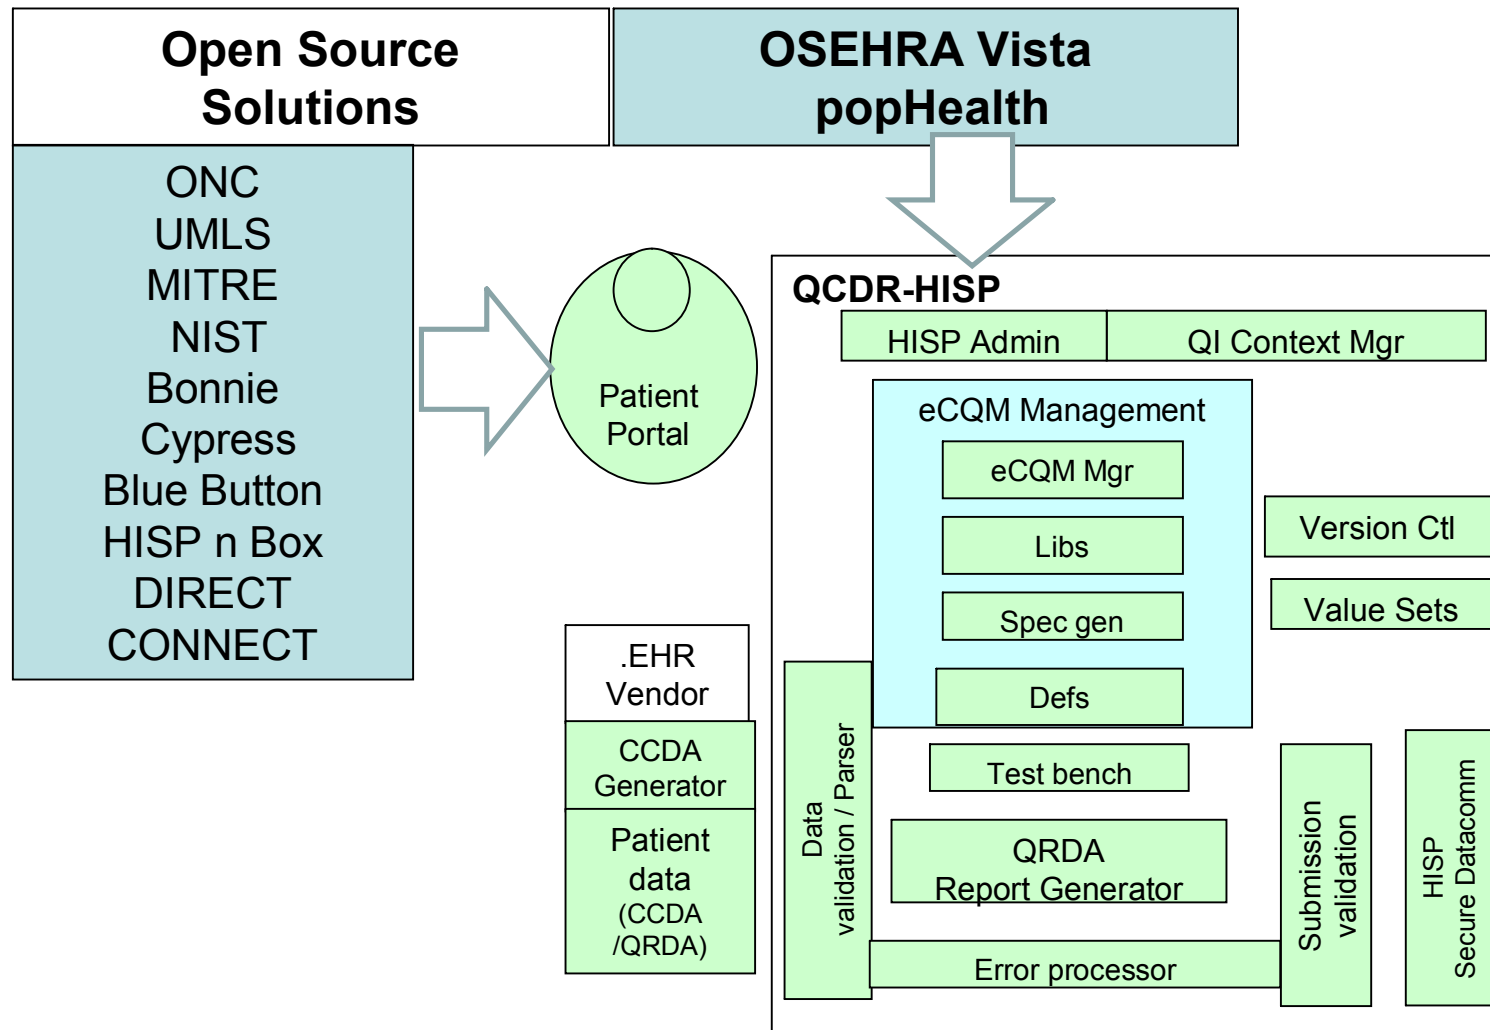 Open Source
Solutions
OSEHRA Vista
popHealth
ONC
UMLS
MITRE
NIST
Bonnie
Cypress
Blue Button
HISP n Box
DIRECT
CONNECT
Patient
Portal
.EHR
Vendor
CCDA
Generator
Patient
data
(CCDA
/QRDA)
QCDR-HISP
HISP Admin
QI Context Mgr
eCQM Management
eCQM Mgr
Libs
Spec gen
Defs
Version Ctl
Value Sets
Data
validation / Parser
Test bench
QRDA
Report Generator
Error processor
Submission
validation
HISP
Secure Datacomm